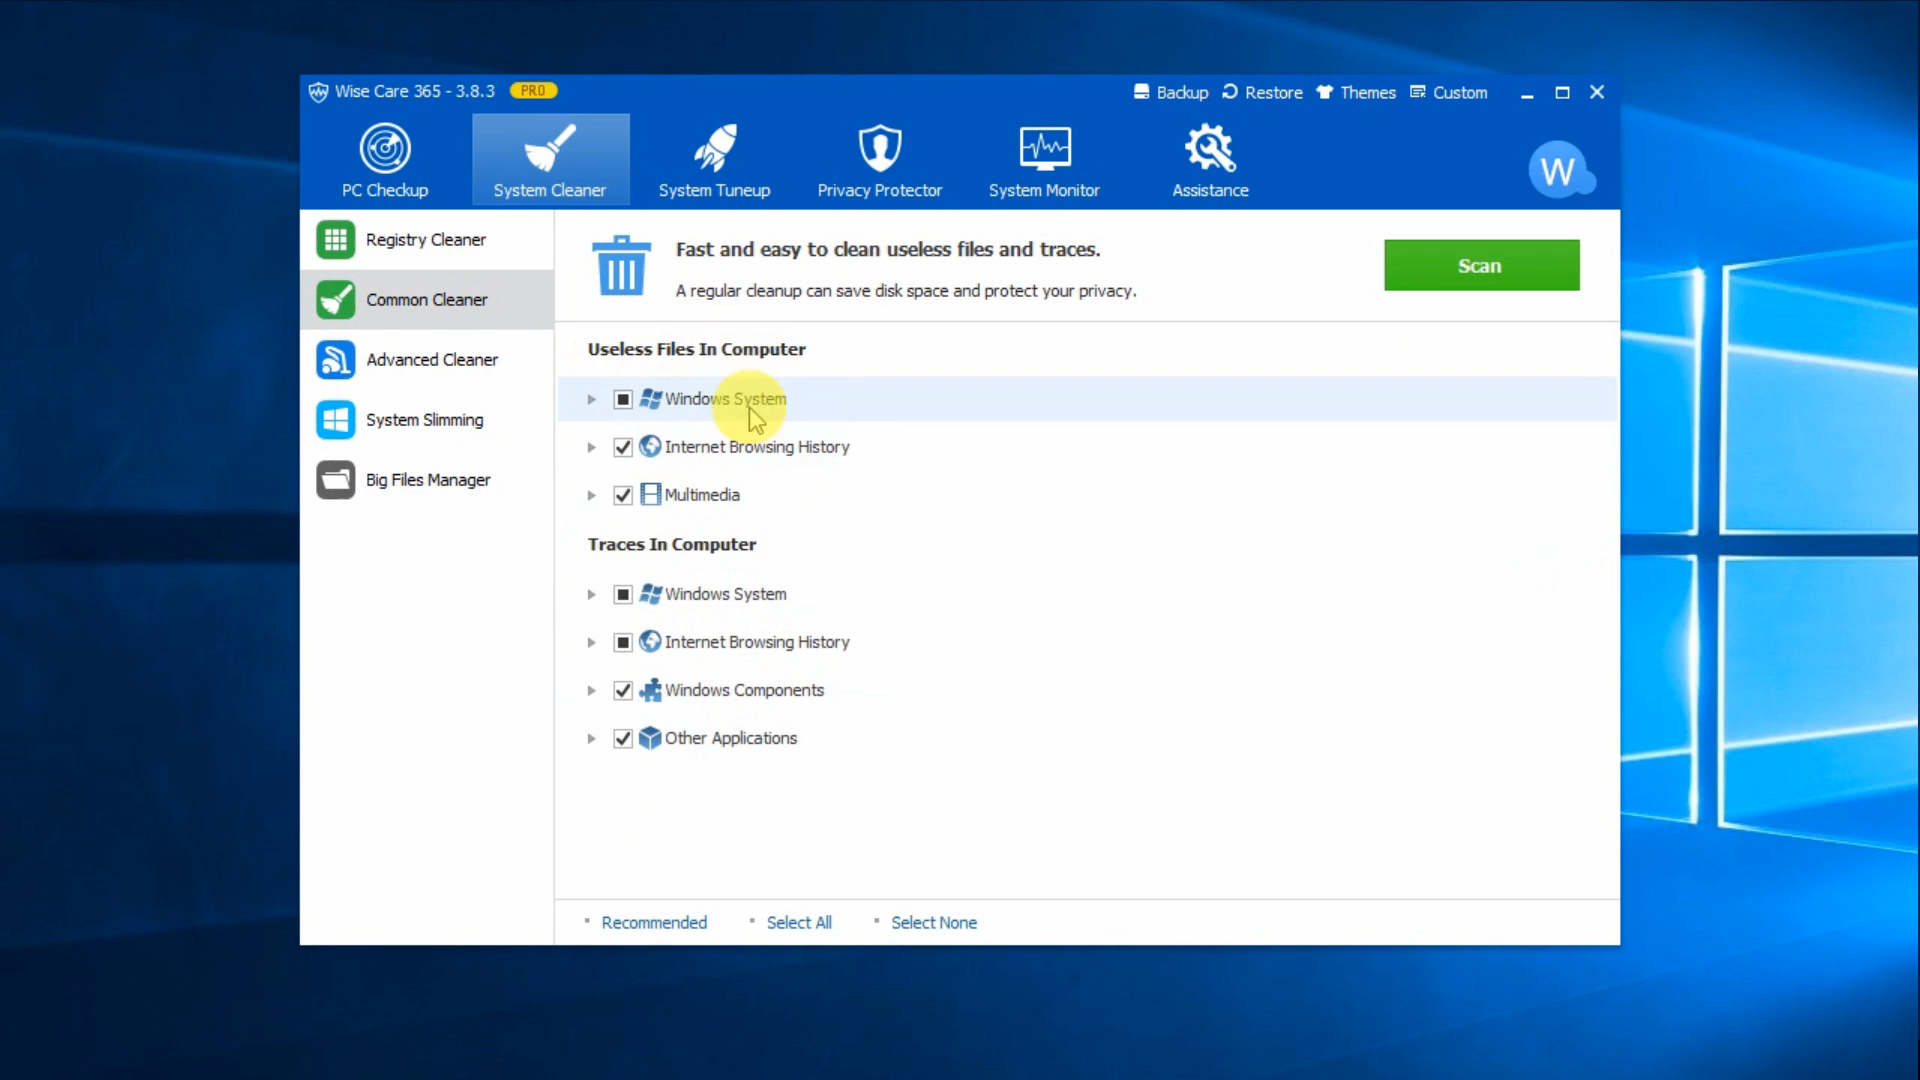 Wise Care 365 - 3.8.3 PRO
Backup Restore Themes Custom
PC Checkup System Cleaner System Tuneup Privacy Protector System Monitor Assistance
W
Registry Cleaner
Common Cleaner
Advanced Cleaner
System Slimming
Big Files Manager
Fast and easy to clean useless files and traces.
A regular cleanup can save disk space and protect your privacy.
Scan
Useless Files In Computer
Windows System
Internet Browsing History
Multimedia
Traces In Computer
Windows System
Internet Browsing History
Windows Components
Other Applications
Recommended Select All Select None